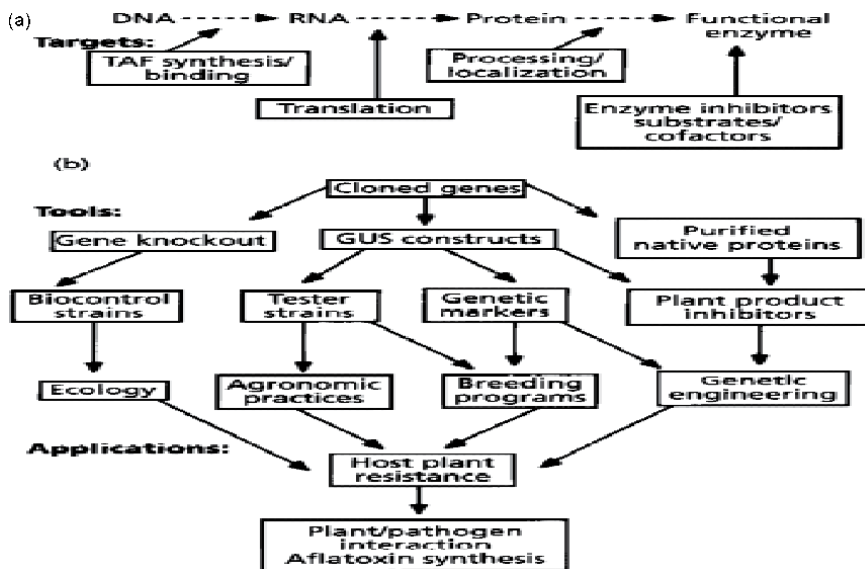 (a)
DNA RNA Protein Functional
enzyme
Targets:
TAF synthesis/
binding
Processing/
localization
Translation
Enzyme inhibitors
substrates/
cofactors
(b)
Cloned genes
Tools:
Gene knockout
GUS constructs
Purified
native proteins
Biocontrol
strains
Tester
strains
Genetic
markers
Plant product
inhibitors
Ecology
Agronomic
practices
Breeding
programs
Genetic
engineering
Applications:
Host plant
resistance
Plant/pathogen
interaction
Aflatoxin synthesis